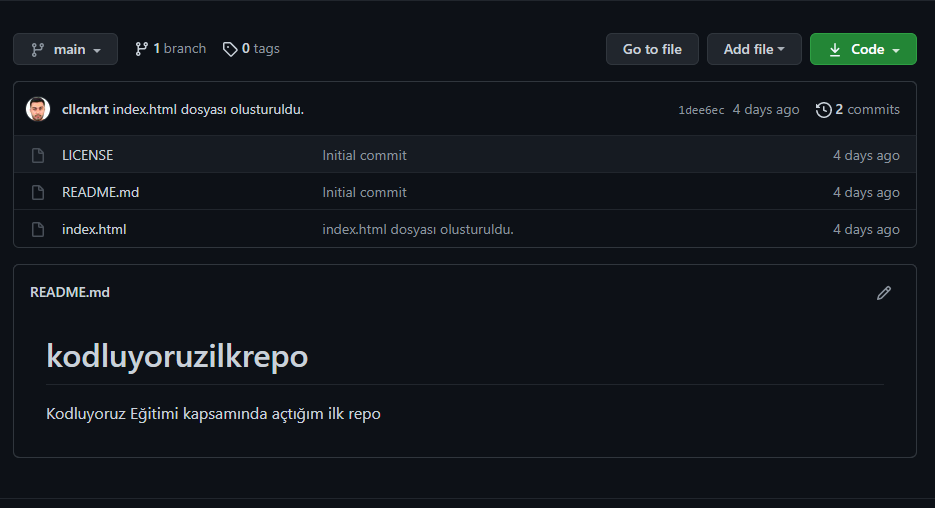 main 1 branch 0 tags Go to file Add file Code
cllcnkrt index.html dosyası olusturuldu. 1dee6ec 4 days ago 2 commits
LICENSE Initial commit 4 days ago
README.md Initial commit 4 days ago
index.html index.html dosyası olusturuldu. 4 days ago
README.md
kodluyoruzilkrepo
Kodluyoruz Eğitimi kapsamında açtığım ilk repo